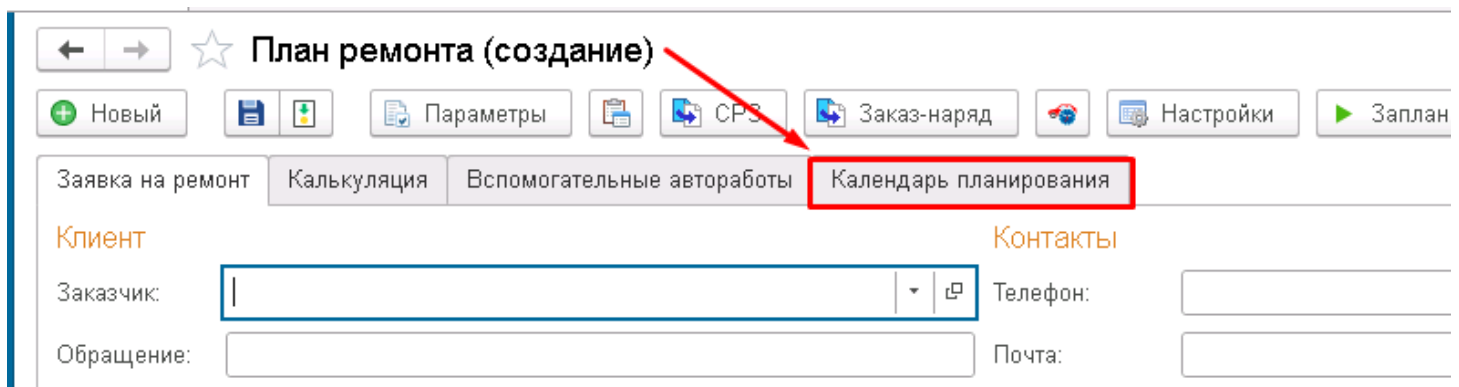 План ремонта (создание)
Новый Параметры СРЗ Заказ-наряд Настройки Заплан
Заявка на ремонт Калькуляция Вспомогательные автоработы Календарь планирования
Клиент Контакты
Заказчик: Телефон:
Обращение: Почта: